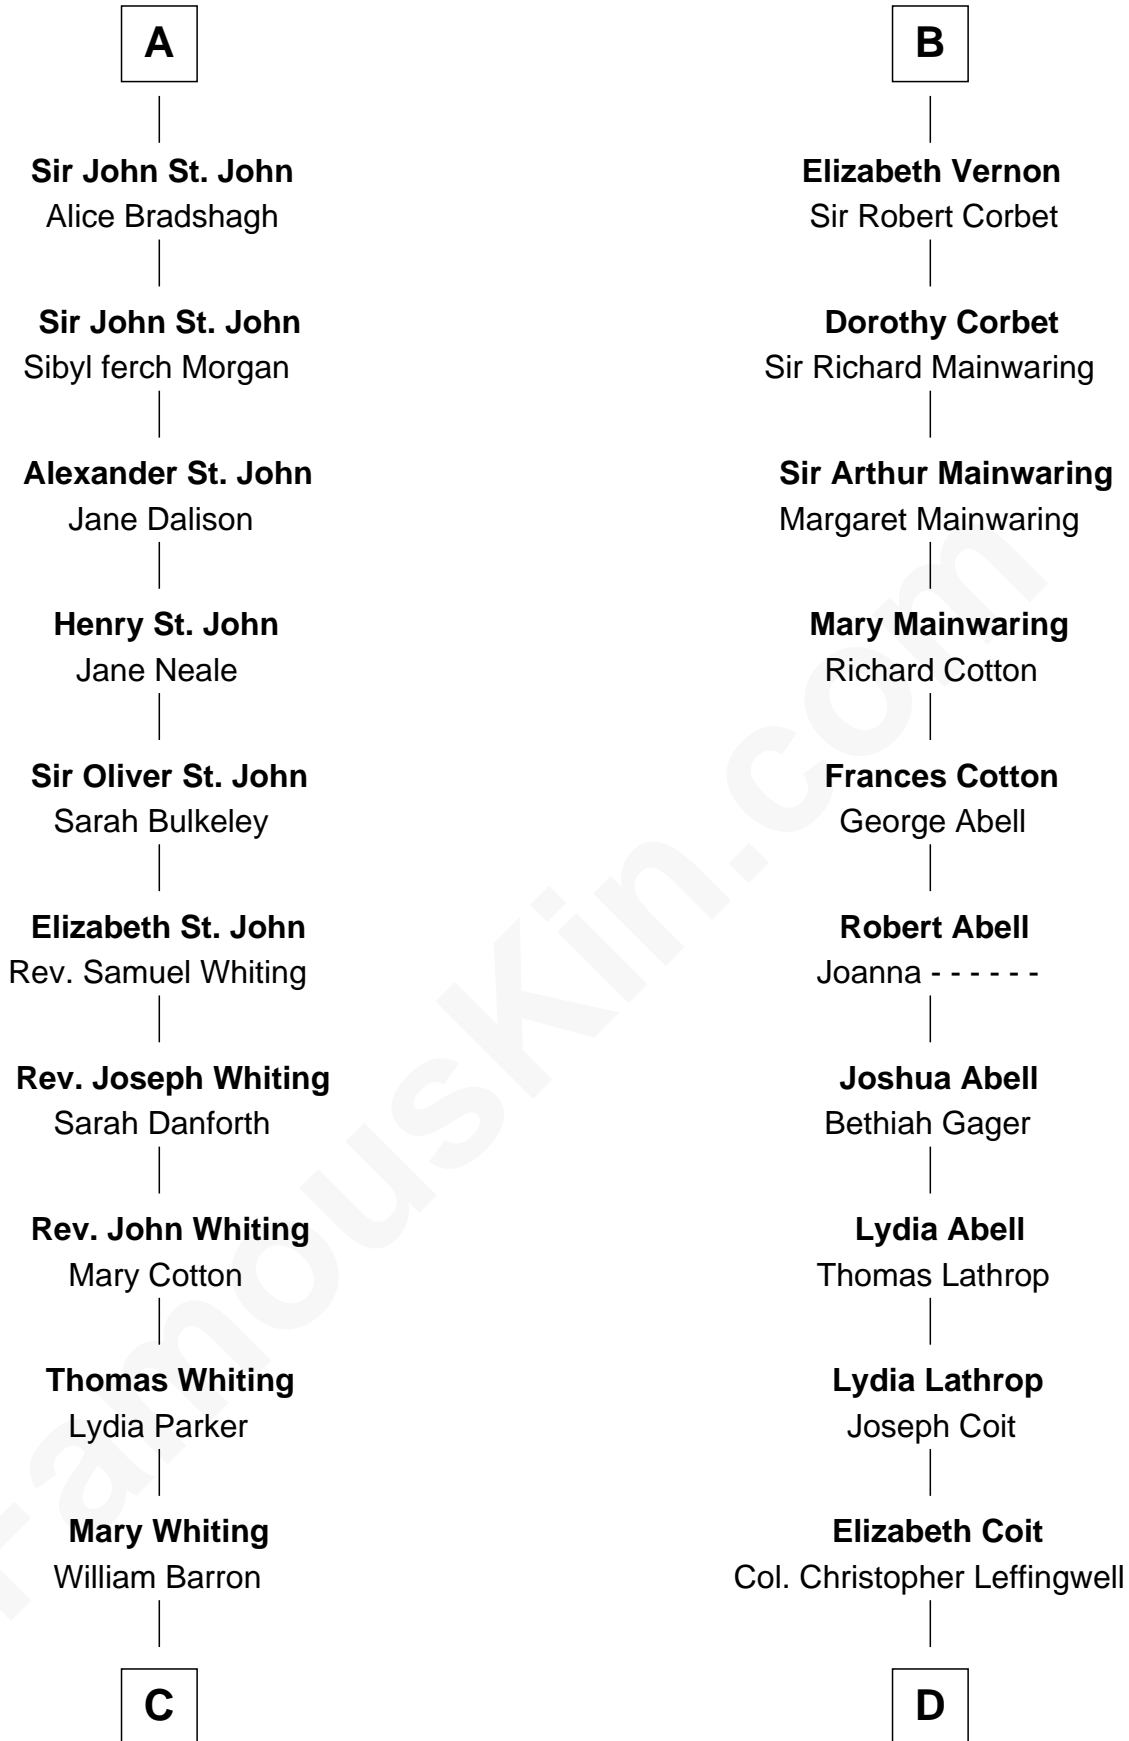 A
Sir John St. John
Alice Bradshagh
Sir John St. John
Sibyl ferch Morgan
Alexander St. John
Jane Dalison
Henry St. John
Jane Neale
Sir Oliver St. John
Sarah Bulkeley
Elizabeth St. John
Rev. Samuel Whiting
Rev. Joseph Whiting
Sarah Danforth
Rev. John Whiting
Mary Cotton
Thomas Whiting
Lydia Parker
Mary Whiting
William Barron
C
B
Elizabeth Vernon
Sir Robert Corbet
Dorothy Corbet
Sir Richard Mainwaring
Sir Arthur Mainwaring
Margaret Mainwaring
Mary Mainwaring
Richard Cotton
Frances Cotton
George Abell
Robert Abell
Joanna - - - - - -
Joshua Abell
Bethiah Gager
Lydia Abell
Thomas Lathrop
Lydia Lathrop
Joseph Coit
Elizabeth Coit
Col. Christopher Leffingwell
D
FamousKin.com